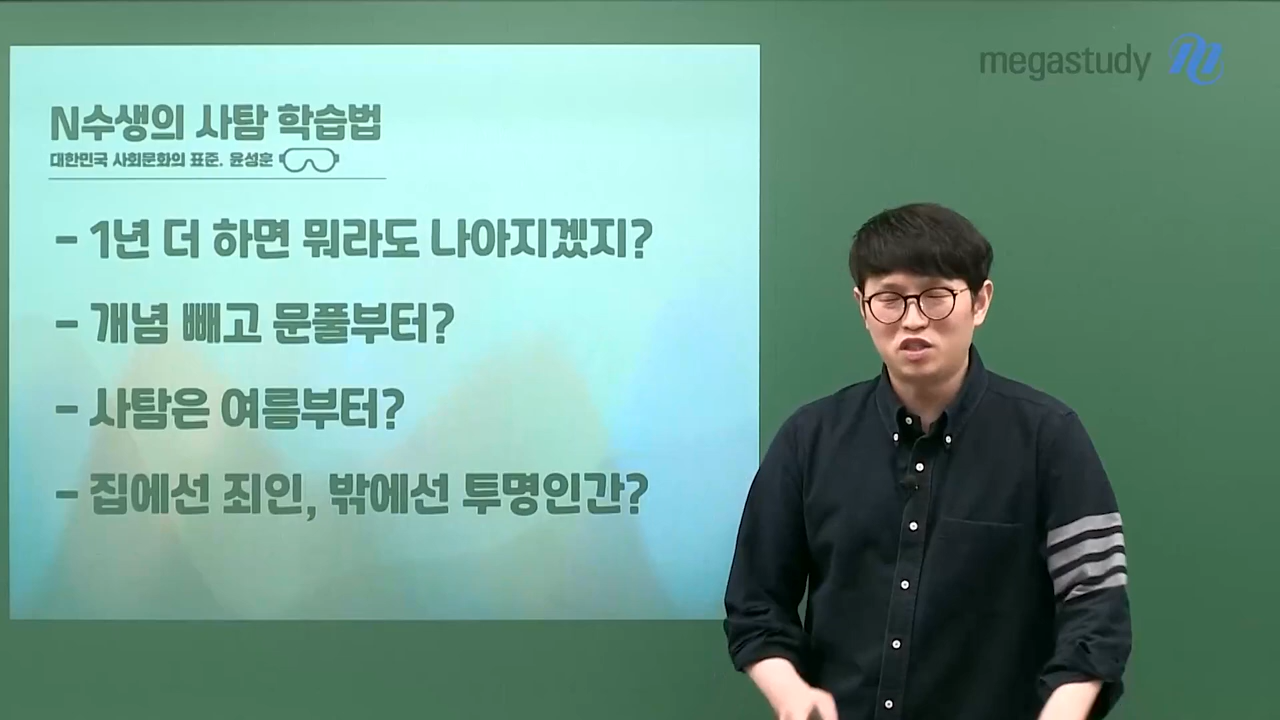 megastudy
N수생의 사탐 학습법
대한민국 사회문화의 표준. 윤성훈
- 1년 더 하면 뭐라도 나아지겠지?
- 개념 빼고 문풀부터?
- 사탐은 여름부터?
- 집에선 죄인, 밖에선 투명인간?